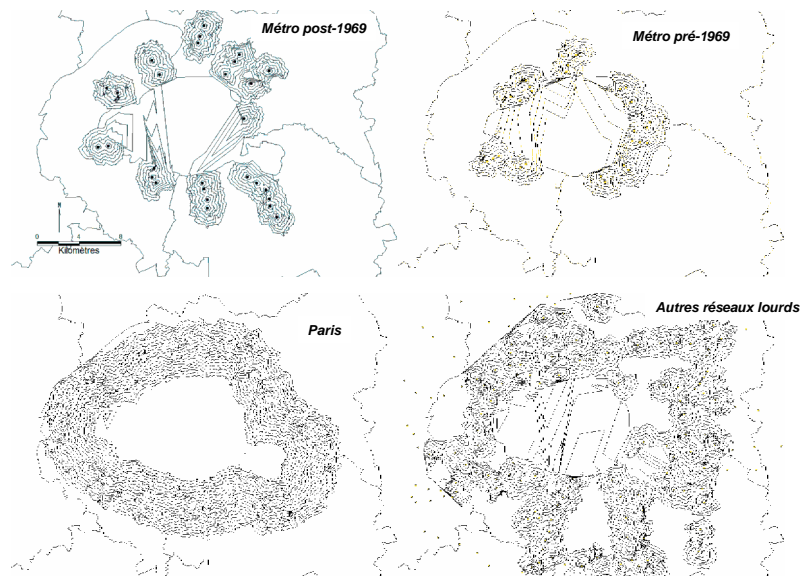 Métro post-1969
Métro pré-1969
N
0 4 8
Kilomètres
Paris
Autres réseaux lourds